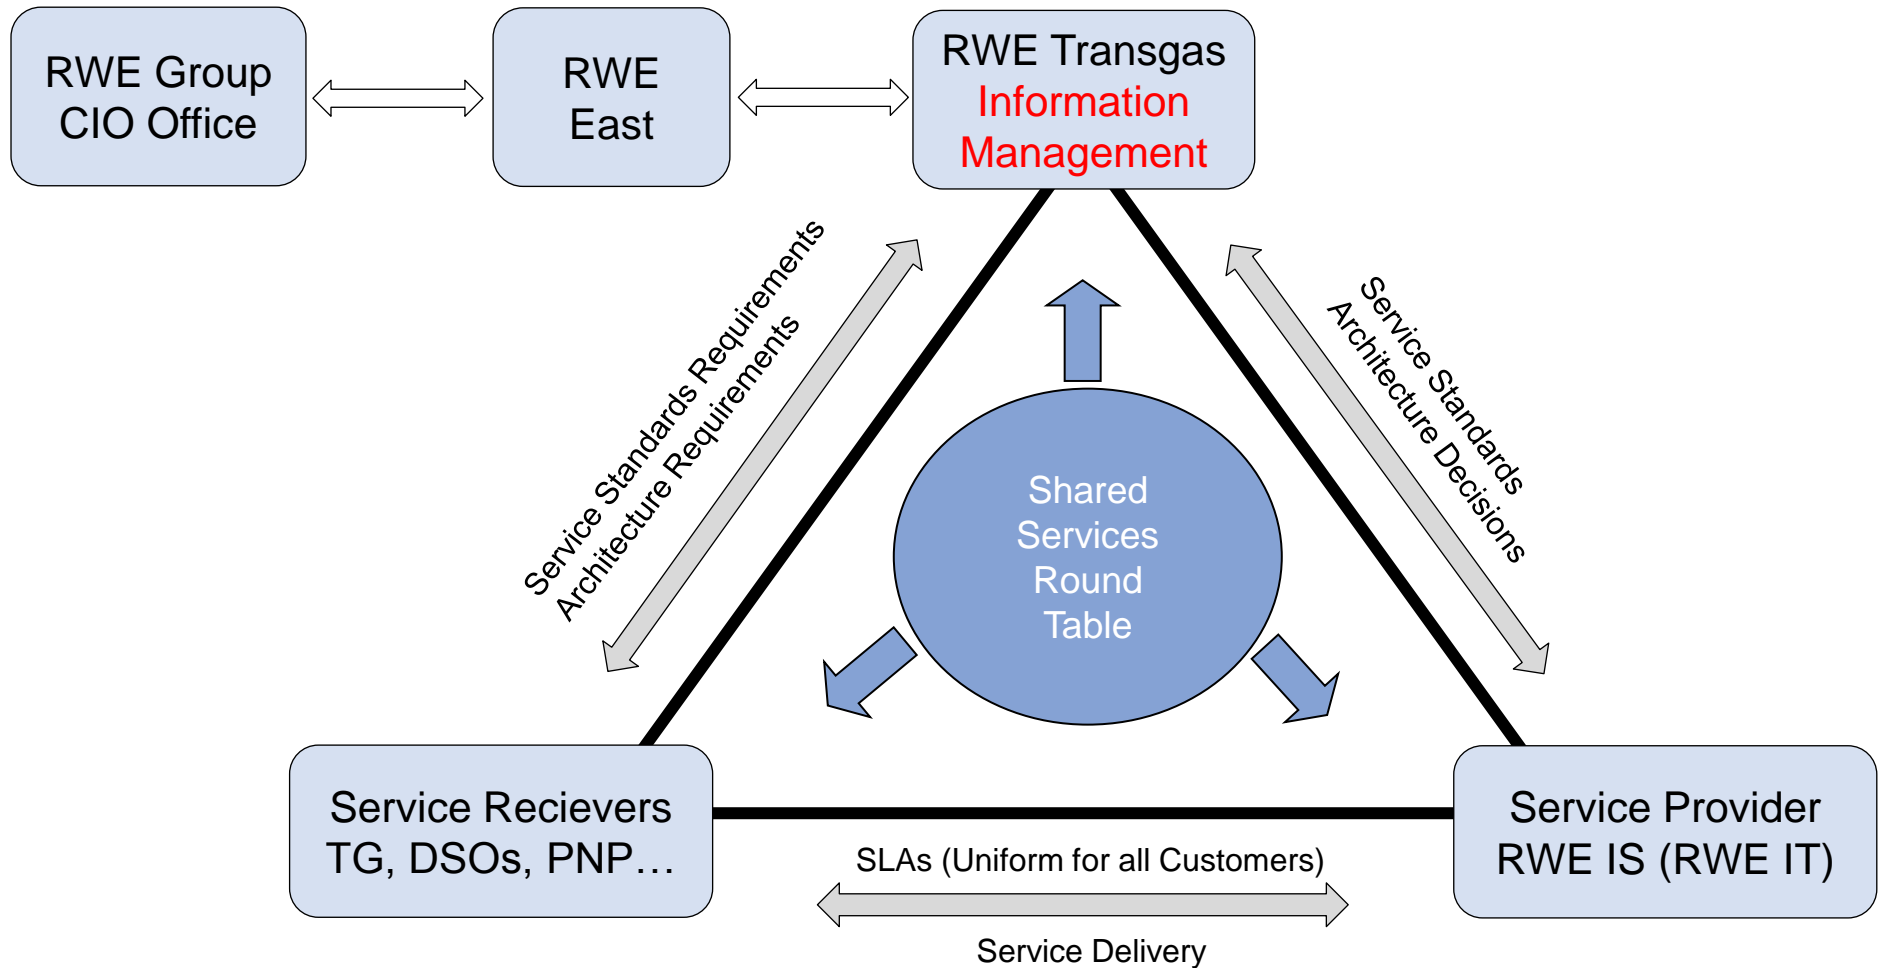 RWE Group
CIO Office
RWE
East
RWE Transgas
Information
Management
Service Standards Requirements
Architecture Requirements
Service Standards
Architecture Decisions
Shared
Services
Round
Table
Service Recievers
TG, DSOs, PNP…
Service Provider
RWE IS (RWE IT)
SLAs (Uniform for all Customers)
Service Delivery